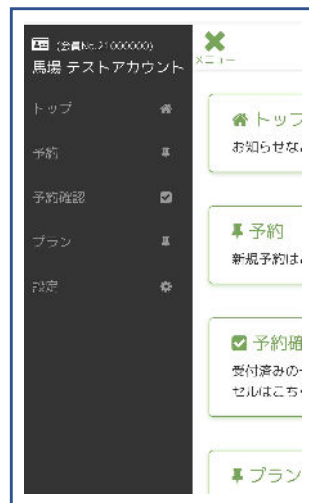 (会員No.21000000)
馬場 テストアカウント
トップ
予約
予約確認
プラン
設定
メニュー
トップ
お知らせな
予約
新規予約は
予約確
受付済みの
セルはこち
プラン